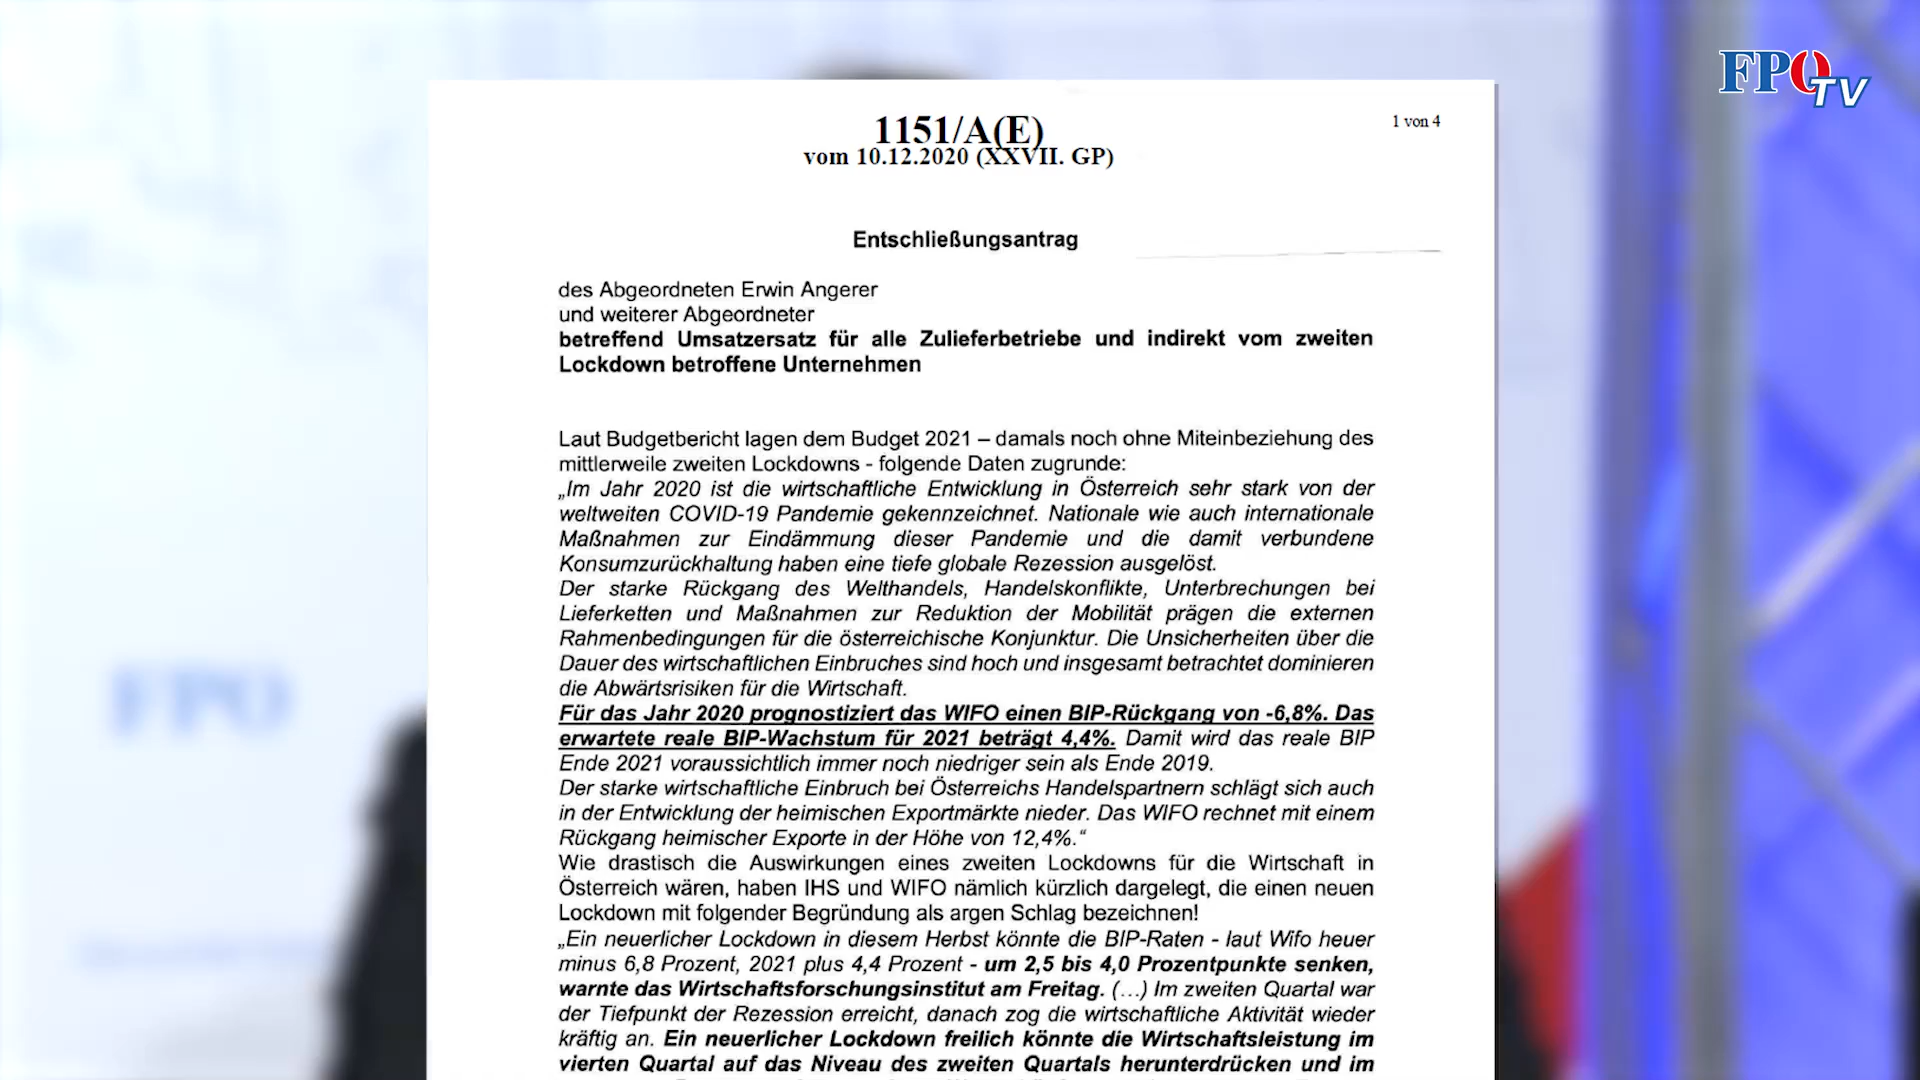 FPÖ TV
1151/A(E)
1 von 4
vom 10.12.2020 (XXVII. GP)
Entschließungsantrag
des Abgeordneten Erwin Angerer
und weiterer Abgeordneter
betreffend Umsatzersatz für alle Zulieferbetriebe und indirekt vom zweiten
Lockdown betroffene Unternehmen
Laut Budgetbericht lagen dem Budget 2021 – damals noch ohne Miteinbeziehung des
mittlerweile zweiten Lockdowns - folgende Daten zugrunde:
„Im Jahr 2020 ist die wirtschaftliche Entwicklung in Österreich sehr stark von der
weltweiten COVID-19 Pandemie gekennzeichnet. Nationale wie auch internationale
Maßnahmen zur Eindämmung dieser Pandemie und die damit verbundene
Konsumzurückhaltung haben eine tiefe globale Rezession ausgelöst.
Der starke Rückgang des Welthandels, Handelskonflikte, Unterbrechungen bei
Lieferketten und Maßnahmen zur Reduktion der Mobilität prägen die externen
Rahmenbedingungen für die österreichische Konjunktur. Die Unsicherheiten über die
Dauer des wirtschaftlichen Einbruches sind hoch und insgesamt betrachtet dominieren
die Abwärtsrisiken für die Wirtschaft.
Für das Jahr 2020 prognostiziert das WIFO einen BIP-Rückgang von -6,8%. Das
erwartete reale BIP-Wachstum für 2021 beträgt 4,4%. Damit wird das reale BIP
Ende 2021 voraussichtlich immer noch niedriger sein als Ende 2019.
Der starke wirtschaftliche Einbruch bei Österreichs Handelspartnern schlägt sich auch
in der Entwicklung der heimischen Exportmärkte nieder. Das WIFO rechnet mit einem
Rückgang heimischer Exporte in der Höhe von 12,4%.“
Wie drastisch die Auswirkungen eines zweiten Lockdowns für die Wirtschaft in
Österreich wären, haben IHS und WIFO nämlich kürzlich dargelegt, die einen neuen
Lockdown mit folgender Begründung als argen Schlag bezeichnen!
„Ein neuerlicher Lockdown in diesem Herbst könnte die BIP-Raten - laut Wifo heuer
minus 6,8 Prozent, 2021 plus 4,4 Prozent - um 2,5 bis 4,0 Prozentpunkte senken,
warnte das Wirtschaftsforschungsinstitut am Freitag. (…) Im zweiten Quartal war
der Tiefpunkt der Rezession erreicht, danach zog die wirtschaftliche Aktivität wieder
kräftig an. Ein neuerlicher Lockdown freilich könnte die Wirtschaftsleistung im
vierten Quartal auf das Niveau des zweiten Quartals herunterdrücken und im
FPÖ